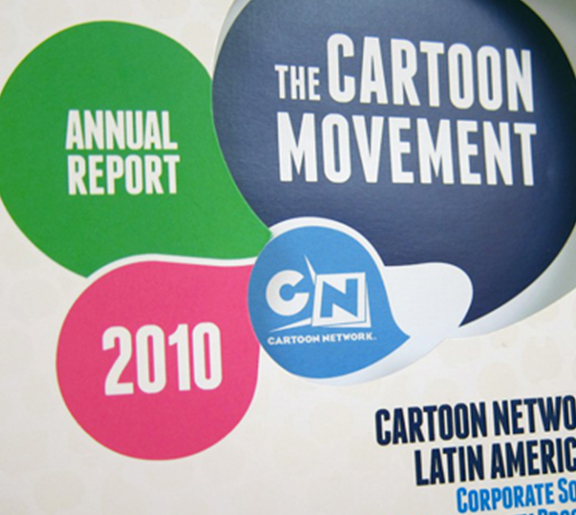 THE CARTOON
MOVEMENT
ANNUAL
REPORT
2010
CN
CARTOON NETWORK.
CARTOON NETWO
LATIN AMERIC
CORPORATE SO